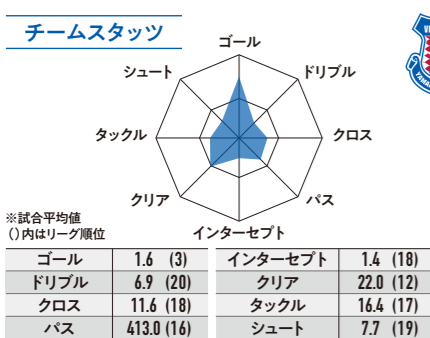 チームスタッツ
ゴール
シュート
ドリブル
タックル
クロス
クリア
パス
インターセプト
※試合平均値
()内はリーグ順位
ゴール 1.6 (3) インターセプト 1.4 (18)
ドリブル 6.9 (20) クリア 22.0 (12)
クロス 11.6 (18) タックル 16.4 (17)
パス 413.0 (16) シュート 7.7 (19)